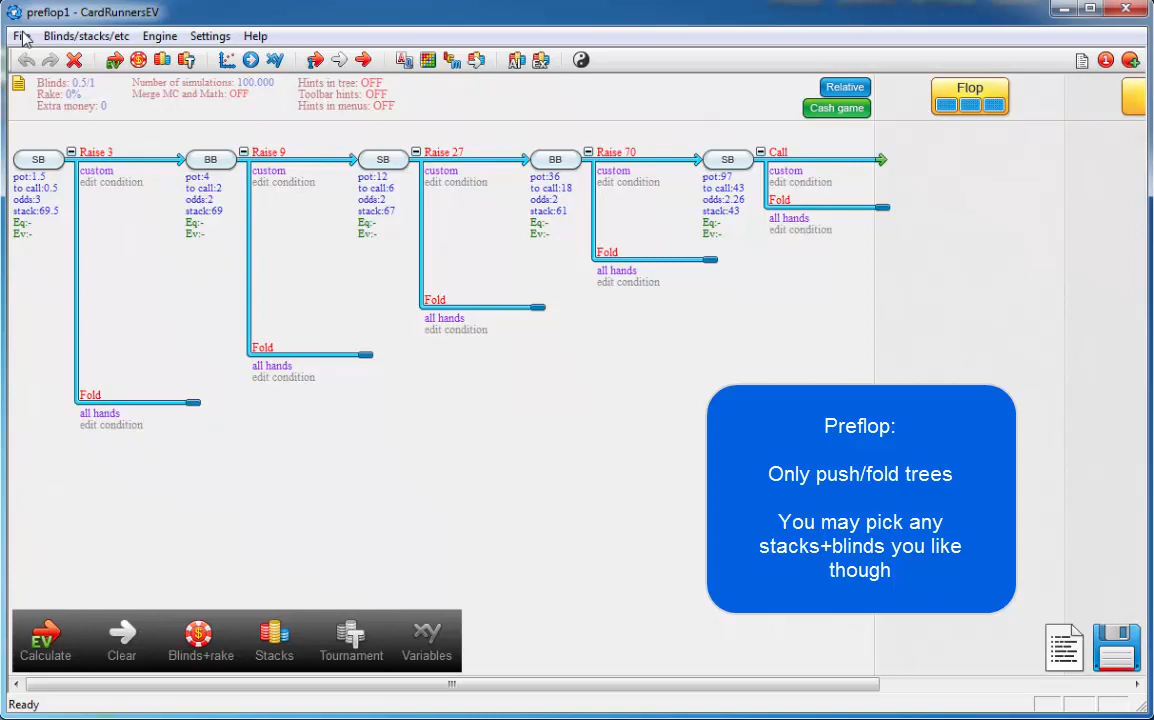 preflop1 - CardRunnersEV
Fi Blinds/stacks/etc Engine Settings Help
Blinds: 0.5/1
Rake: 0%
Extra money: 0
Number of simulations: 100.000
Merge MC and Math: OFF
Hints in tree: OFF
Toolbar hints: OFF
Hints in menus: OFF
Relative
Cash game
Flop
SB
pot:1.5
to call:0.5
odds:3
stack:69.5
Eq:-
Ev:-
Raise 3
custom
edit condition
Fold
all hands
edit condition
BB
pot:4
to call:2
odds:2
stack:69
Eq:-
Ev:-
Raise 9
custom
edit condition
Fold
all hands
edit condition
SB
pot:12
to call:6
odds:2
stack:67
Eq:-
Ev:-
Raise 27
custom
edit condition
Fold
all hands
edit condition
BB
pot:36
to call:18
odds:2
stack:61
Eq:-
Ev:-
Raise 70
custom
edit condition
Fold
all hands
edit condition
SB
pot:97
to call:43
odds:2.26
stack:43
Eq:-
Ev:-
Call
custom
edit condition
Fold
all hands
edit condition
Preflop:
Only push/fold trees
You may pick any
stacks+blinds you like
though
EV
Calculate Clear Blinds+rake Stacks Tournament Variables
Ready